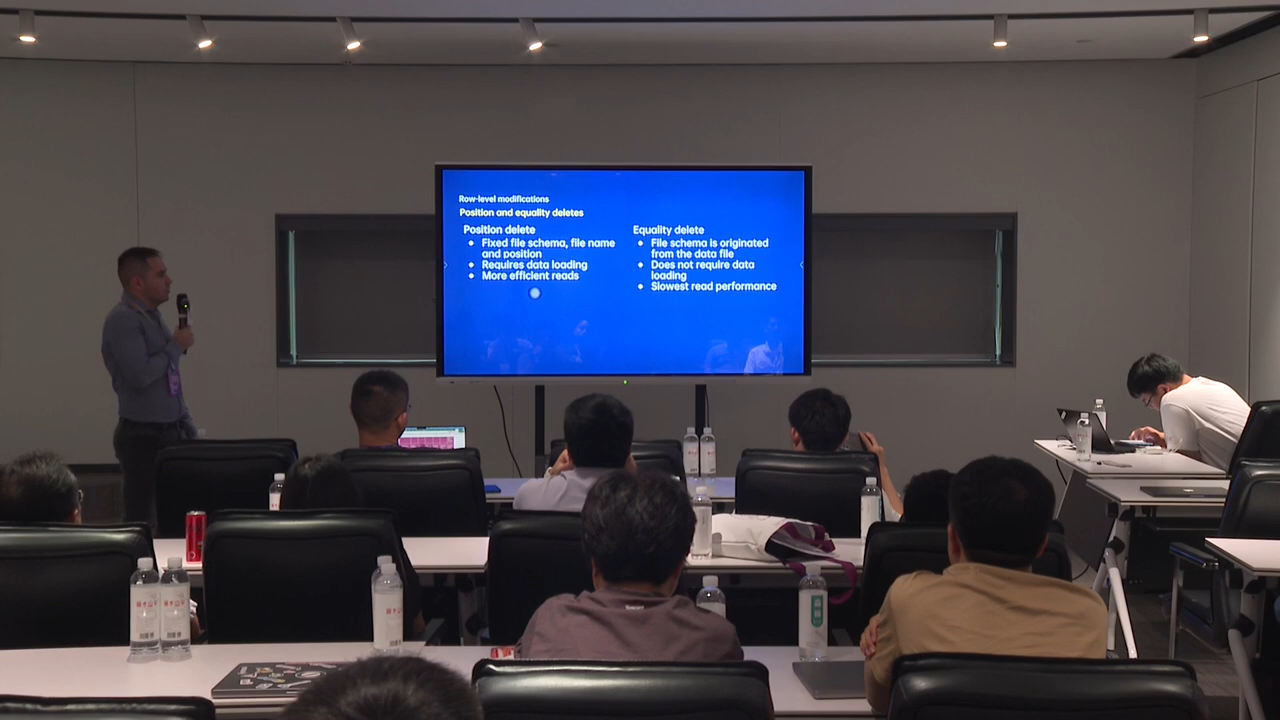 Row-level modifications
Position and equality deletes
Position delete
Fixed file schema, file name
and position
Requires data loading
More efficient reads
Equality delete
File schema is originated
from the data file
Does not require data
loading
Slowest read performance